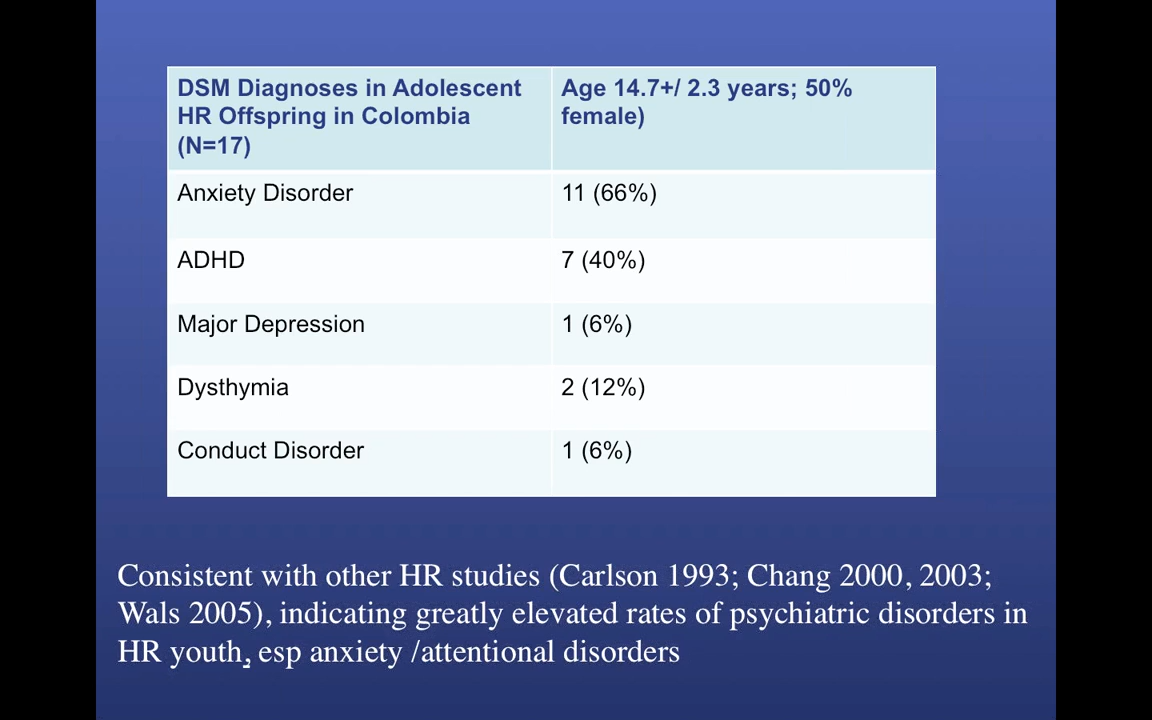 DSM Diagnoses in Adolescent
HR Offspring in Colombia
(N=17)
Age 14.7+/ 2.3 years; 50%
female)
Anxiety Disorder
11 (66%)
ADHD
7 (40%)
Major Depression
1 (6%)
Dysthymia
2 (12%)
Conduct Disorder
1 (6%)
Consistent with other HR studies (Carlson 1993; Chang 2000, 2003;
Wals 2005), indicating greatly elevated rates of psychiatric disorders in
HR youth, esp anxiety /attentional disorders